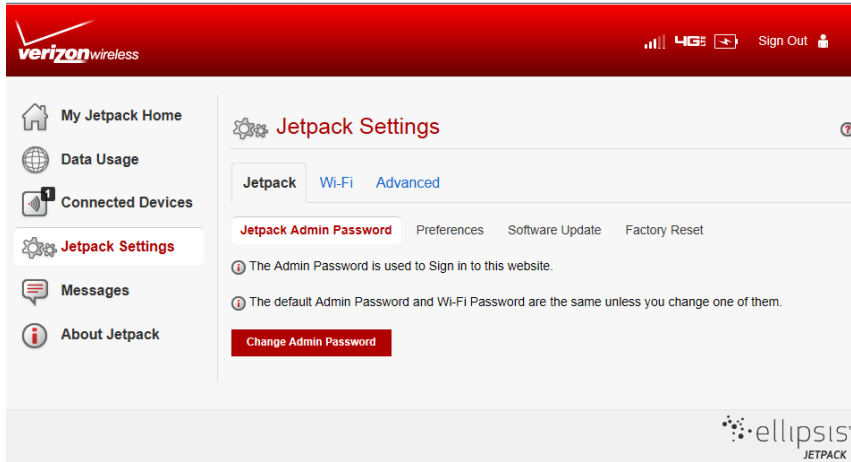 verizonwireless
4G LTE
Sign Out
My Jetpack Home
Data Usage
1
Connected Devices
Jetpack Settings
Messages
About Jetpack
Jetpack Settings
?
Jetpack Wi-Fi Advanced
Jetpack Admin Password Preferences Software Update Factory Reset
The Admin Password is used to Sign in to this website.
The default Admin Password and Wi-Fi Password are the same unless you change one of them.
Change Admin Password
ellipsis
JETPACK